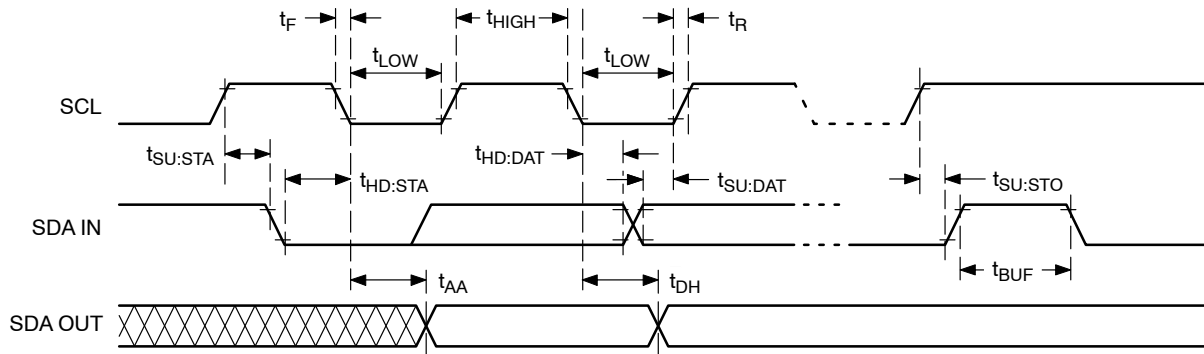 tF
tHIGH
tR
tLOW
tLOW
SCL
tSU:STA
tHD:STA
tHD:DAT
tSU:DAT
tSU:STO
SDA IN
tBUF
tAA
tDH
SDA OUT